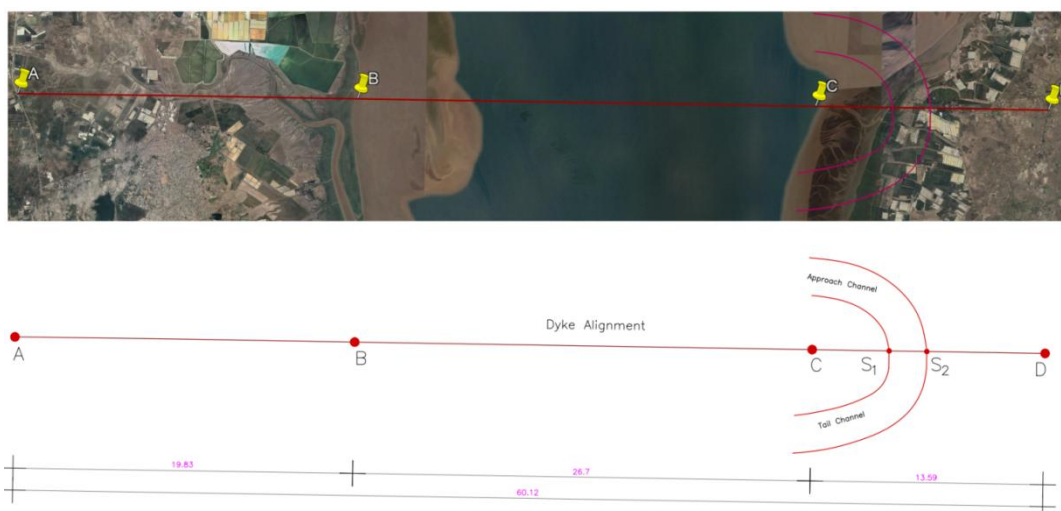 A
B
C
Approach Channel
Dyke Alignment
A
B
C
S1
S2
D
Tail Channel
19.83
26.7
13.59
60.12